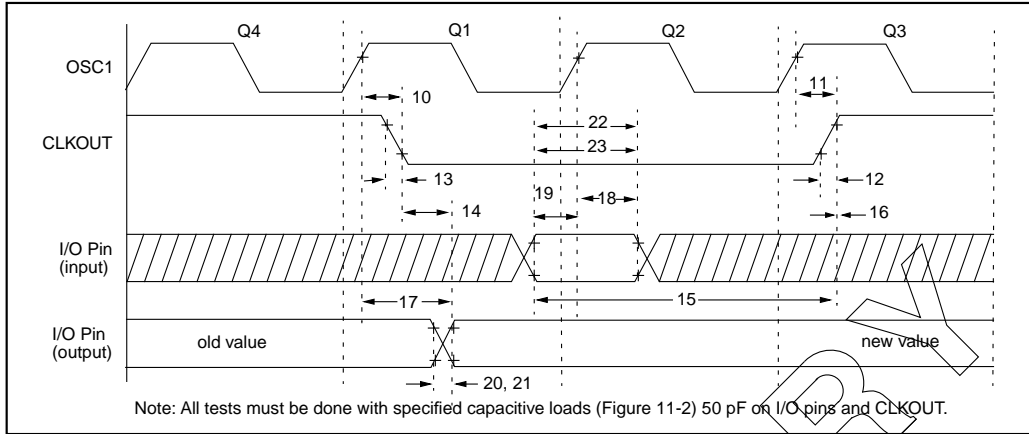 Q4 Q1 Q2 Q3
OSC1
10
11
22
CLKOUT
23
13
19
18
12
14
16
I/O Pin
(input)
17
15
I/O Pin
(output)
old value
new value
20, 21
Note: All tests must be done with specified capacitive loads (Figure 11-2) 50 pF on I/O pins and CLKOUT.
R Y